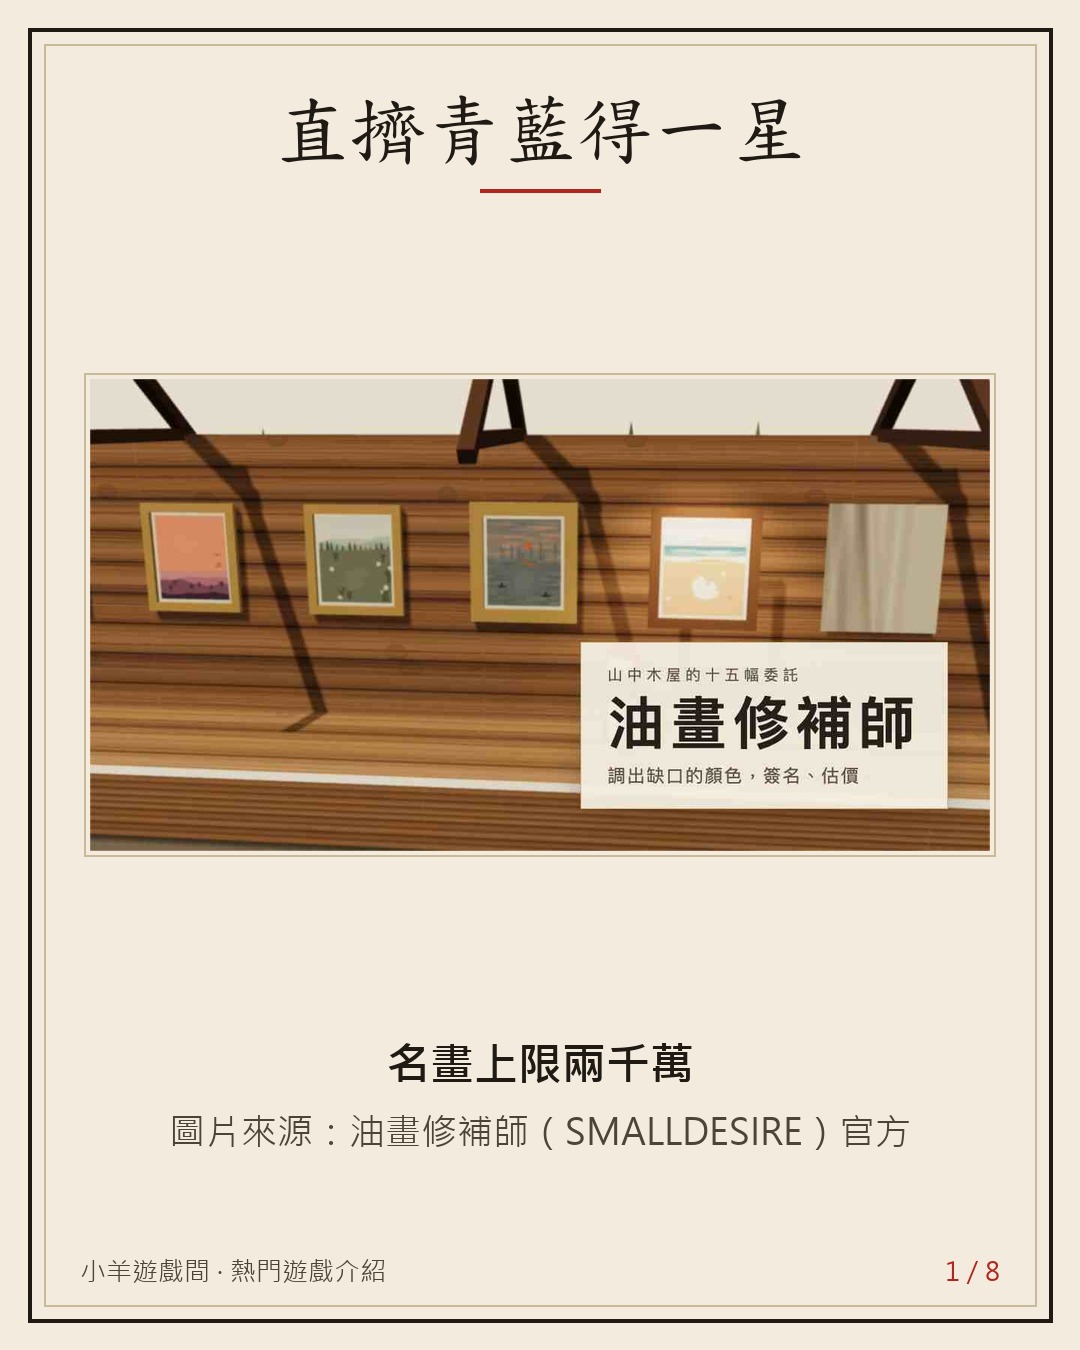 直擠青藍得一星
山中木屋的十五幅委託
油畫修補師
調出缺口的顏色，簽名、估價
名畫上限兩千萬
圖片來源：油畫修補師（SMALLDESIRE）官方
小羊遊戲間·熱門遊戲介紹
1 / 8